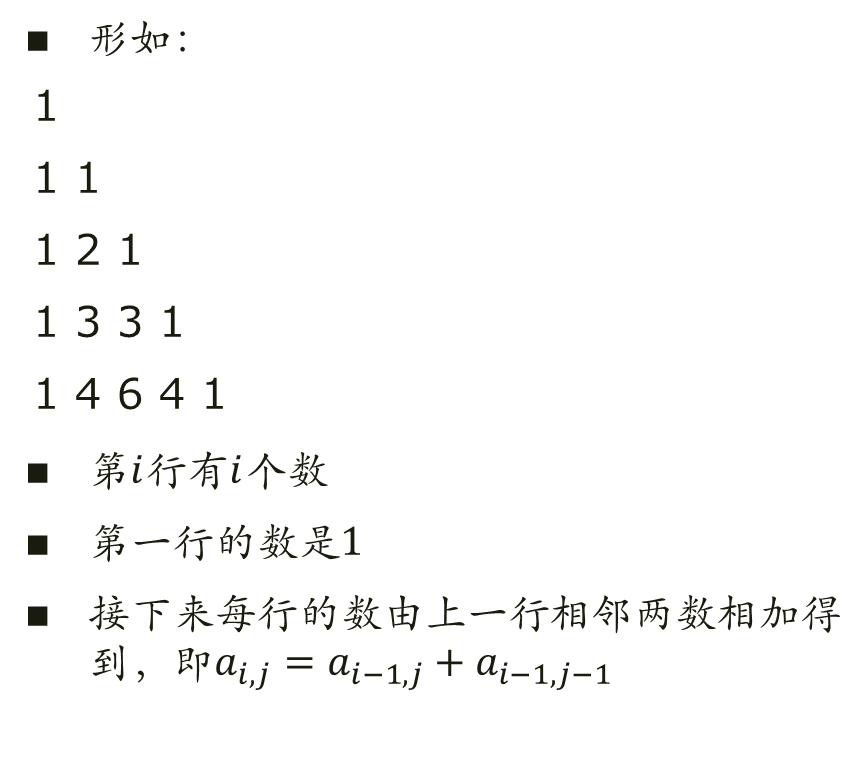 ■ 形如：
1
1 1
1 2 1
1 3 3 1
1 4 6 4 1
■ 第i行有i个数
■ 第一行的数是1
■ 接下来每行的数由上一行相邻两数相加得
到，即a_{i,j} = a_{i−1,j} + a_{i−1,j−1}